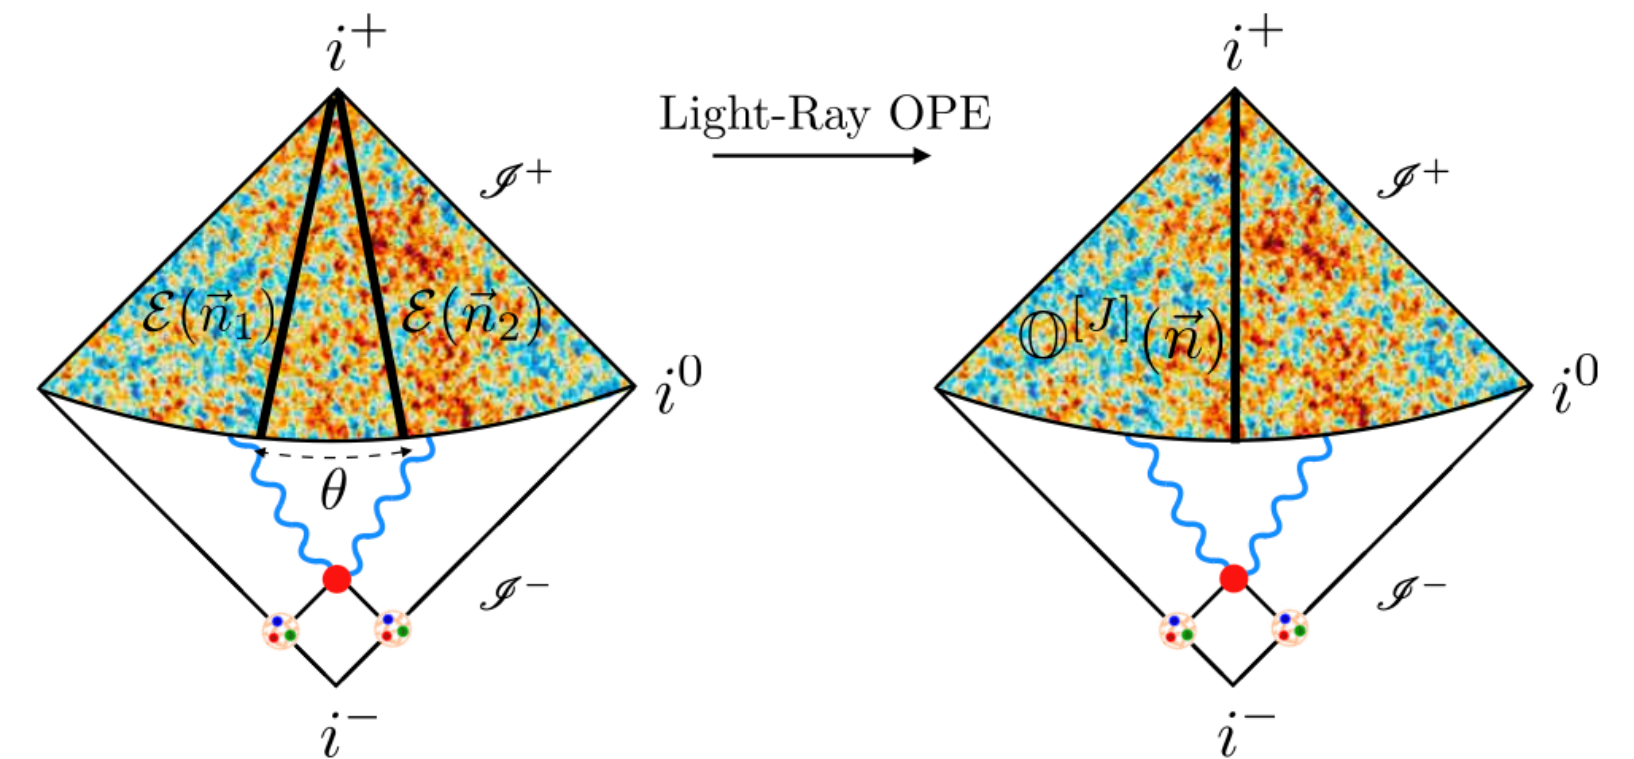 i⁺
i⁺
Light-Ray OPE
ℐ⁺
ℐ⁺
ℰ(n⃗₁)
ℰ(n⃗₂)
𝕆^[J](n⃗)
i⁰
i⁰
θ
ℐ⁻
ℐ⁻
i⁻
i⁻